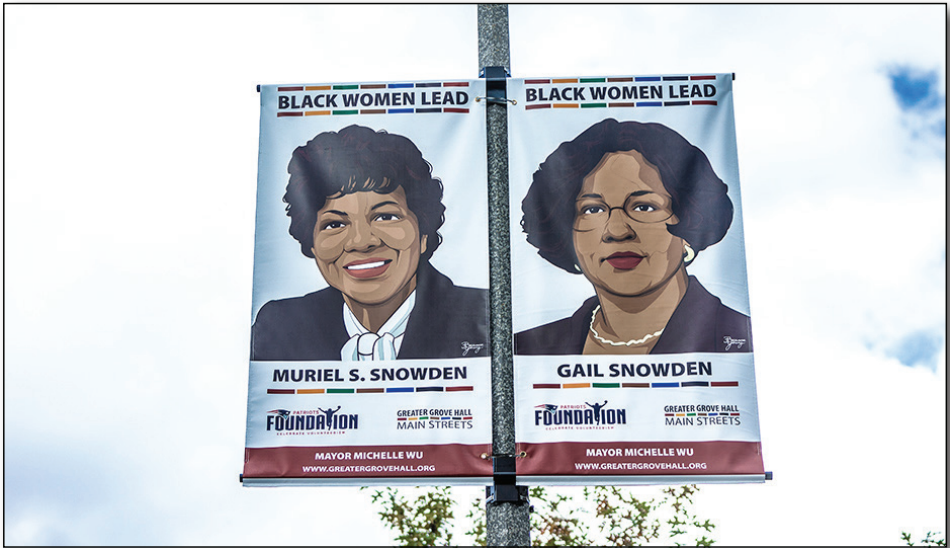 BLACK WOMEN LEAD
MURIEL S. SNOWDEN
PATRIOTS
FOUNDATION
CELEBRATE VOLUNTEERISM
GREATER GROVE HALL
MAIN STREETS
MAYOR MICHELLE WU
WWW.GREATERGROVEHALL.ORG
BLACK WOMEN LEAD
GAIL SNOWDEN
PATRIOTS
FOUNDATION
CELEBRATE VOLUNTEERISM
GREATER GROVE HALL
MAIN STREETS
MAYOR MICHELLE WU
WWW.GREATERGROVEHALL.ORG